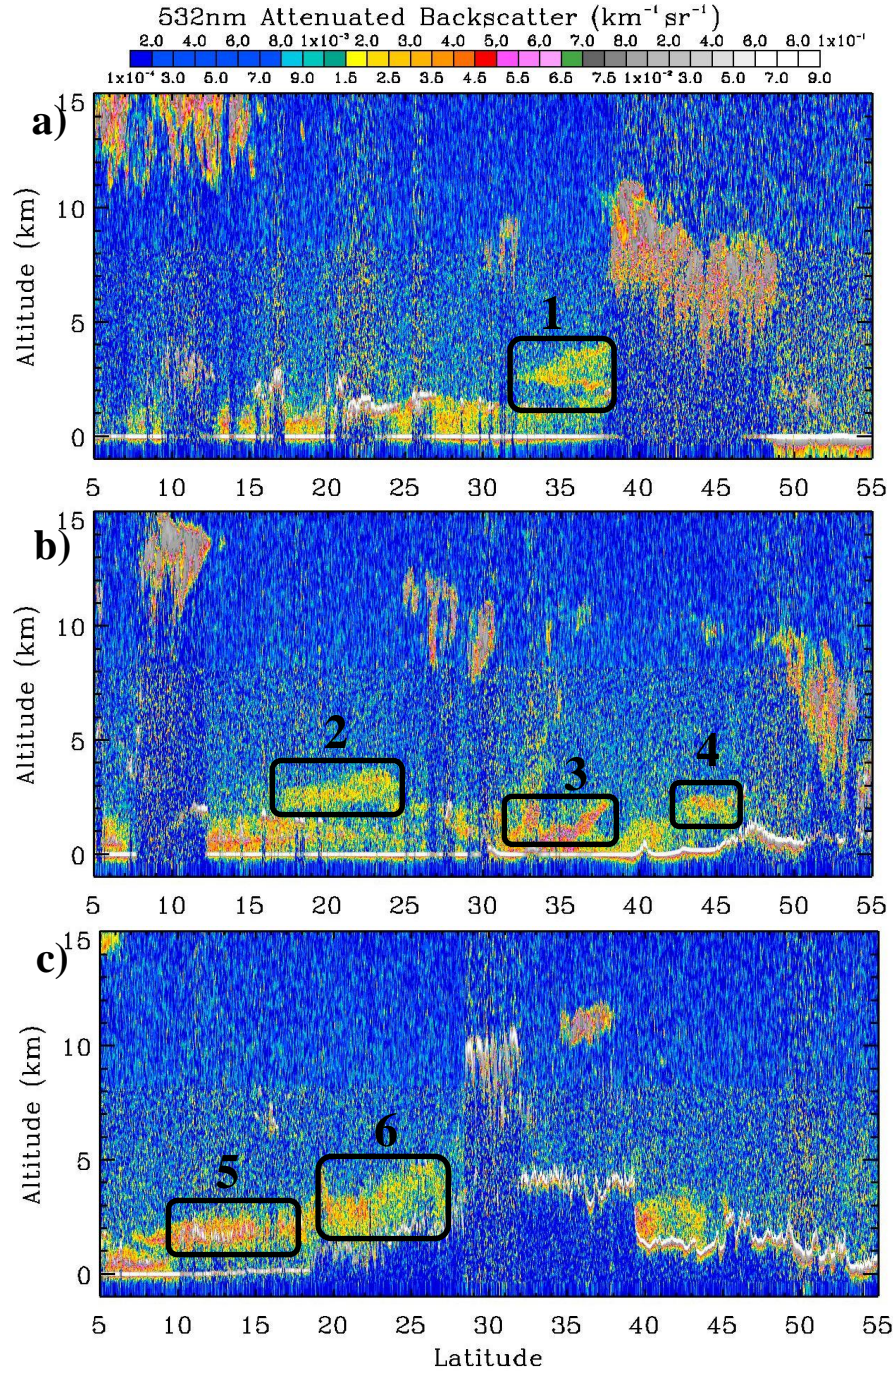 532nm Attenuated Backscatter (km⁻¹sr⁻¹)
2.0 4.0 6.0 8.0 1x10⁻³ 2.0 3.0 4.0 5.0 6.0 7.0 8.0 2.0 4.0 6.0 8.0 1x10⁻¹
1x10⁻⁴ 3.0 5.0 7.0 9.0 1.5 2.5 3.5 4.5 5.5 6.5 7.5 1x10⁻² 3.0 5.0 7.0 9.0
a)
15
10
5
0
Altitude (km)
1
5 10 15 20 25 30 35 40 45 50 55
b)
15
10
5
0
Altitude (km)
2
3
4
5 10 15 20 25 30 35 40 45 50 55
c)
15
10
5
0
Altitude (km)
5
6
5 10 15 20 25 30 35 40 45 50 55
Latitude